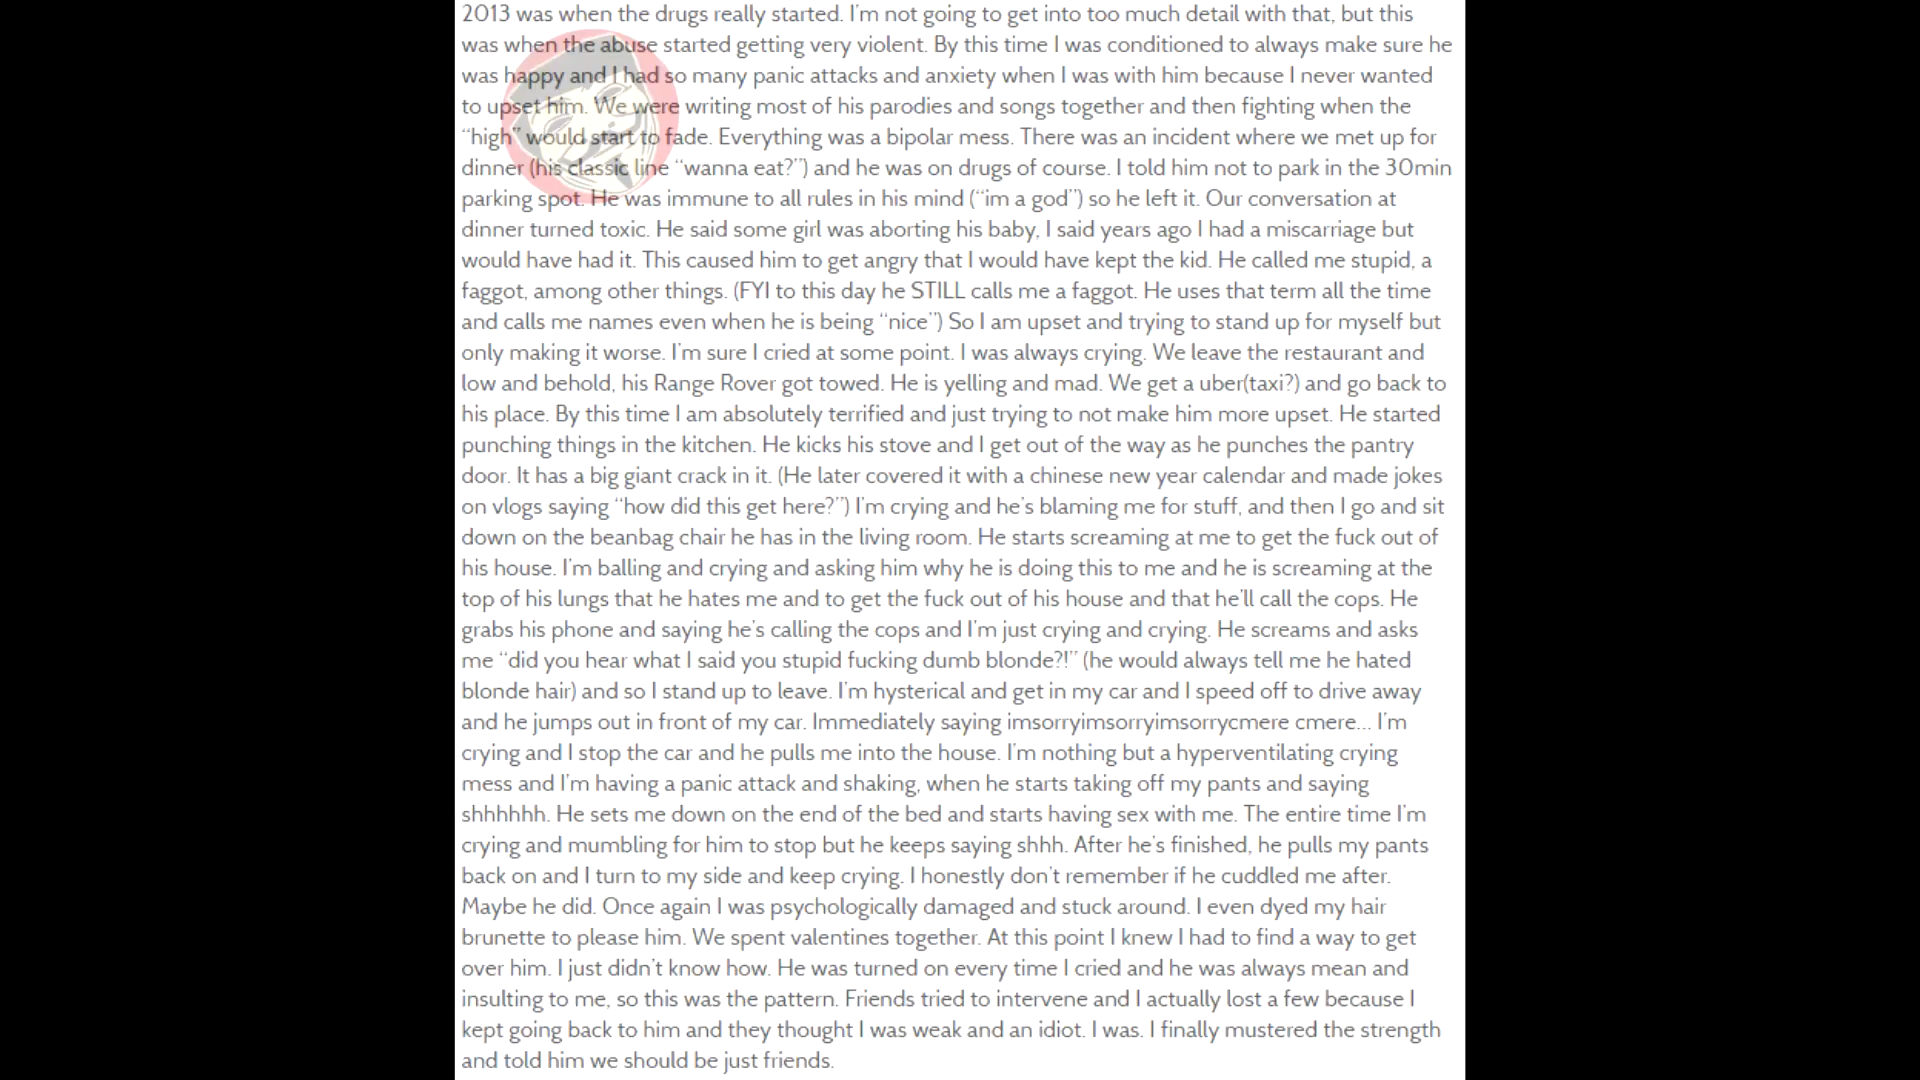 2013 was when the drugs really started. I'm not going to get into too much detail with that, but this
was when the abuse started getting very violent. By this time I was conditioned to always make sure he
was happy and I had so many panic attacks and anxiety when I was with him because I never wanted
to upset him. We were writing most of his parodies and songs together and then fighting when the
“high” would start to fade. Everything was a bipolar mess. There was an incident where we met up for
dinner (his classic line “wanna eat?”) and he was on drugs of course. I told him not to park in the 30min
parking spot. He was immune to all rules in his mind (“im a god”) so he left it. Our conversation at
dinner turned toxic. He said some girl was aborting his baby, I said years ago I had a miscarriage but
would have had it. This caused him to get angry that I would have kept the kid. He called me stupid, a
faggot, among other things. (FYI to this day he STILL calls me a faggot. He uses that term all the time
and calls me names even when he is being “nice”) So I am upset and trying to stand up for myself but
only making it worse. I'm sure I cried at some point. I was always crying. We leave the restaurant and
low and behold, his Range Rover got towed. He is yelling and mad. We get a uber(taxi?) and go back to
his place. By this time I am absolutely terrified and just trying to not make him more upset. He started
punching things in the kitchen. He kicks his stove and I get out of the way as he punches the pantry
door. It has a big giant crack in it. (He later covered it with a chinese new year calendar and made jokes
on vlogs saying “how did this get here?”) I'm crying and he's blaming me for stuff, and then I go and sit
down on the beanbag chair he has in the living room. He starts screaming at me to get the fuck out of
his house. I'm balling and crying and asking him why he is doing this to me and he is screaming at the
top of his lungs that he hates me and to get the fuck out of his house and that he'll call the cops. He
grabs his phone and saying he's calling the cops and I'm just crying and crying. He screams and asks
me “did you hear what I said you stupid fucking dumb blonde?!” (he would always tell me he hated
blonde hair) and so I stand up to leave. I'm hysterical and get in my car and I speed off to drive away
and he jumps out in front of my car. Immediately saying imsorryimsorryimsorrycmere cmere... I'm
crying and I stop the car and he pulls me into the house. I'm nothing but a hyperventilating crying
mess and I'm having a panic attack and shaking, when he starts taking off my pants and saying
shhhhhh. He sets me down on the end of the bed and starts having sex with me. The entire time I'm
crying and mumbling for him to stop but he keeps saying shhh. After he's finished, he pulls my pants
back on and I turn to my side and keep crying. I honestly don't remember if he cuddled me after.
Maybe he did. Once again I was psychologically damaged and stuck around. I even dyed my hair
brunette to please him. We spent valentines together. At this point I knew I had to find a way to get
over him. I just didn't know how. He was turned on every time I cried and he was always mean and
insulting to me, so this was the pattern. Friends tried to intervene and I actually lost a few because I
kept going back to him and they thought I was weak and an idiot. I was. I finally mustered the strength
and told him we should be just friends.